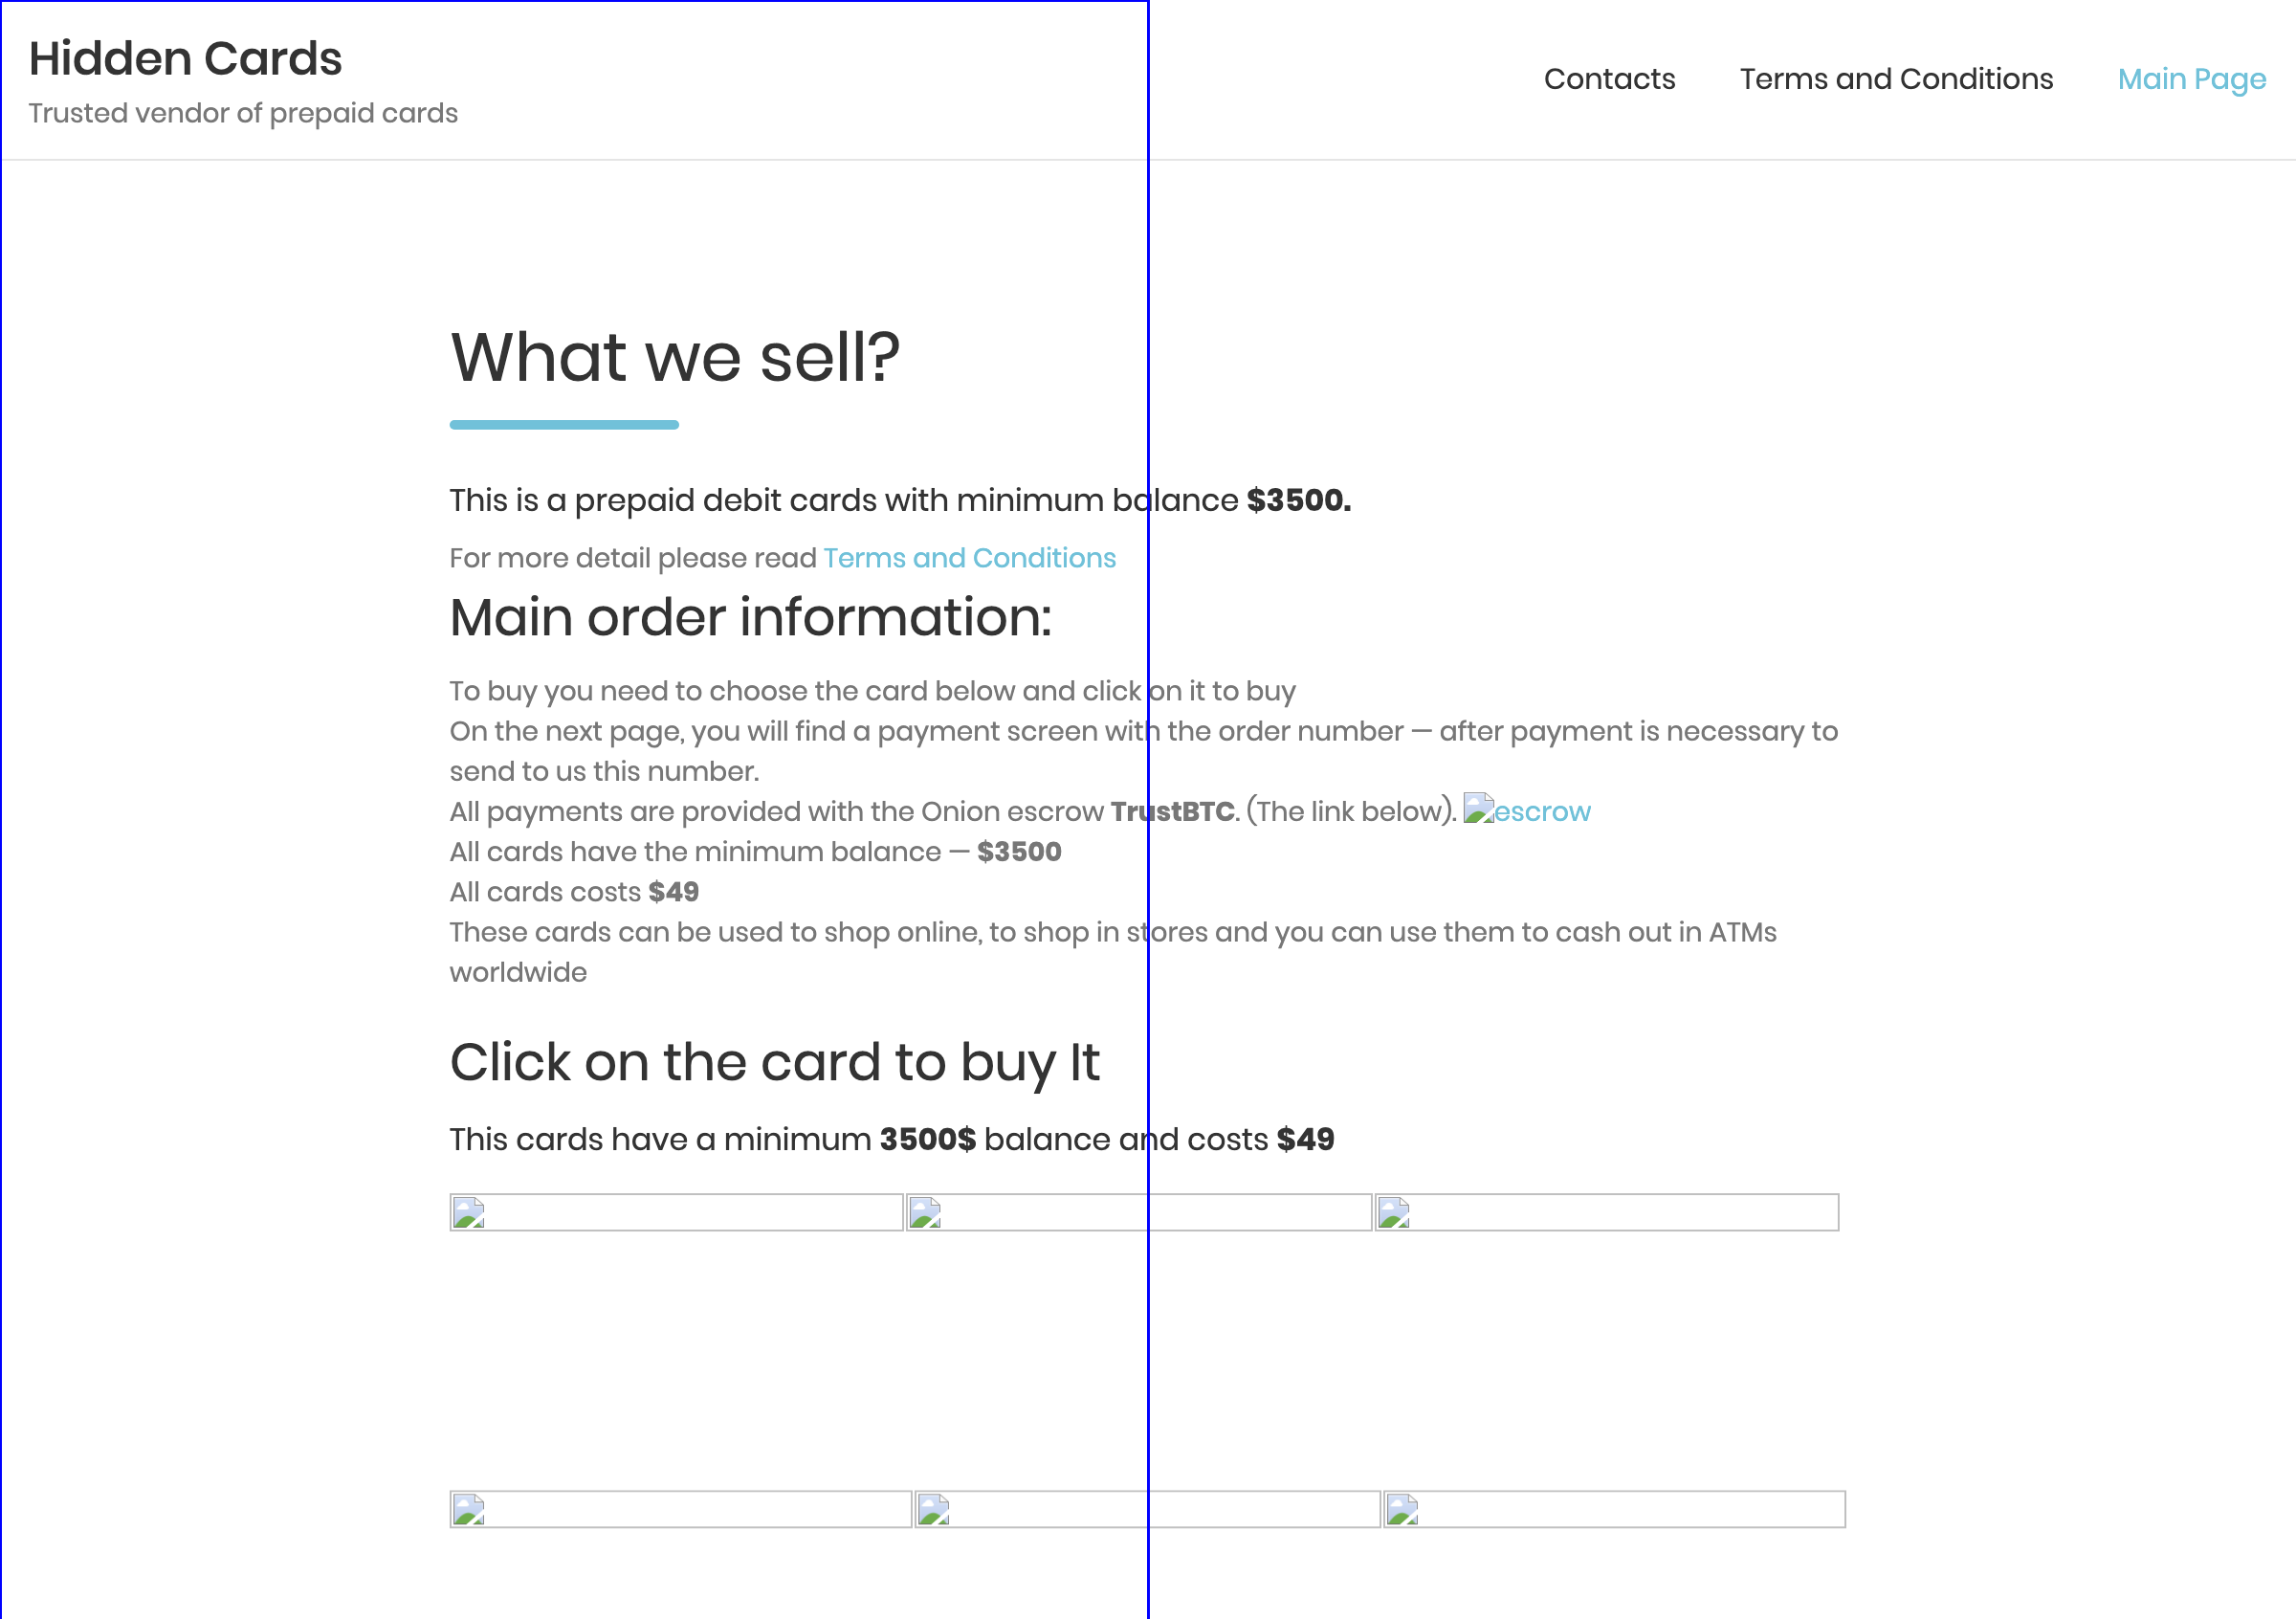 Hidden Cards
Trusted vendor of prepaid cards
Contacts
Terms and Conditions
Main Page
What we sell?
This is a prepaid debit cards with minimum balance $3500.
For more detail please read Terms and Conditions
Main order information:
To buy you need to choose the card below and click on it to buy
On the next page, you will find a payment screen with the order number — after payment is necessary to
send to us this number.
All payments are provided with the Onion escrow TrustBTC. (The link below). escrow
All cards have the minimum balance — $3500
All cards costs $49
These cards can be used to shop online, to shop in stores and you can use them to cash out in ATMs
worldwide
Click on the card to buy It
This cards have a minimum 3500$ balance and costs $49